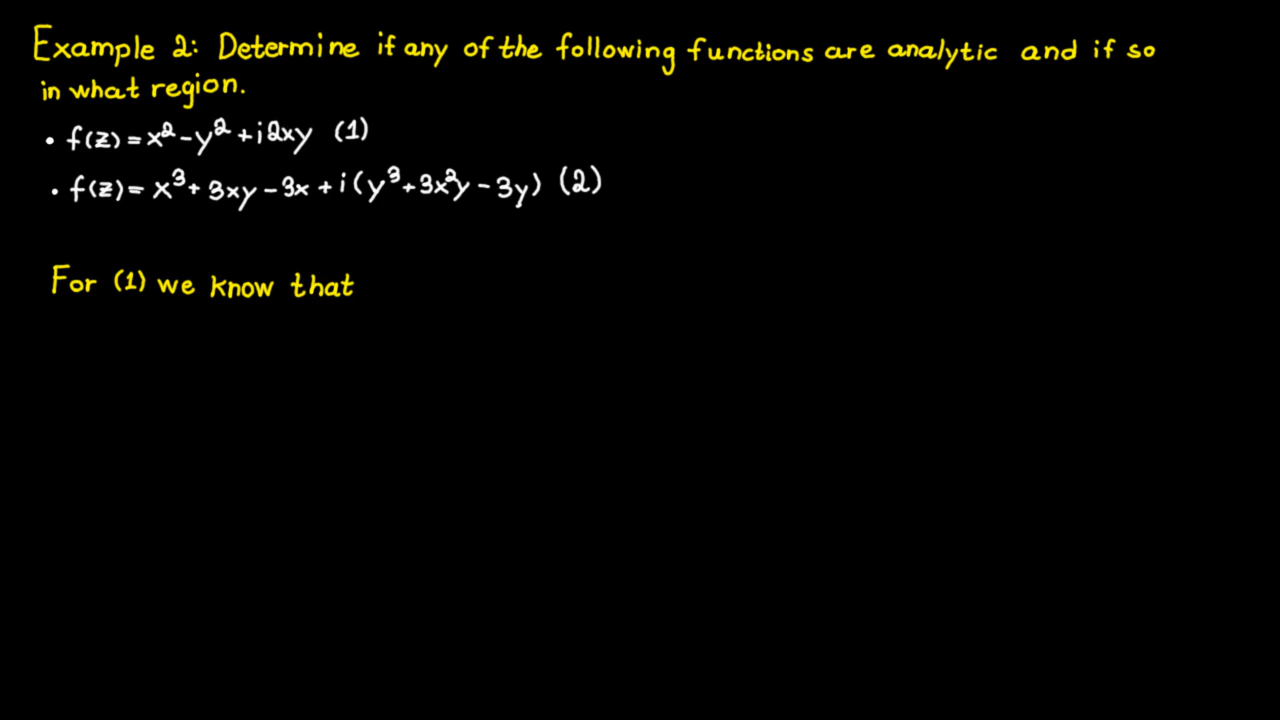 Example 2: Determine if any of the following functions are analytic and if so
in what region.
• f(z) = x² - y² + i2xy (1)
• f(z) = x³ + 3xy - 3x + i(y³ + 3x²y - 3y) (2)
For (1) we know that